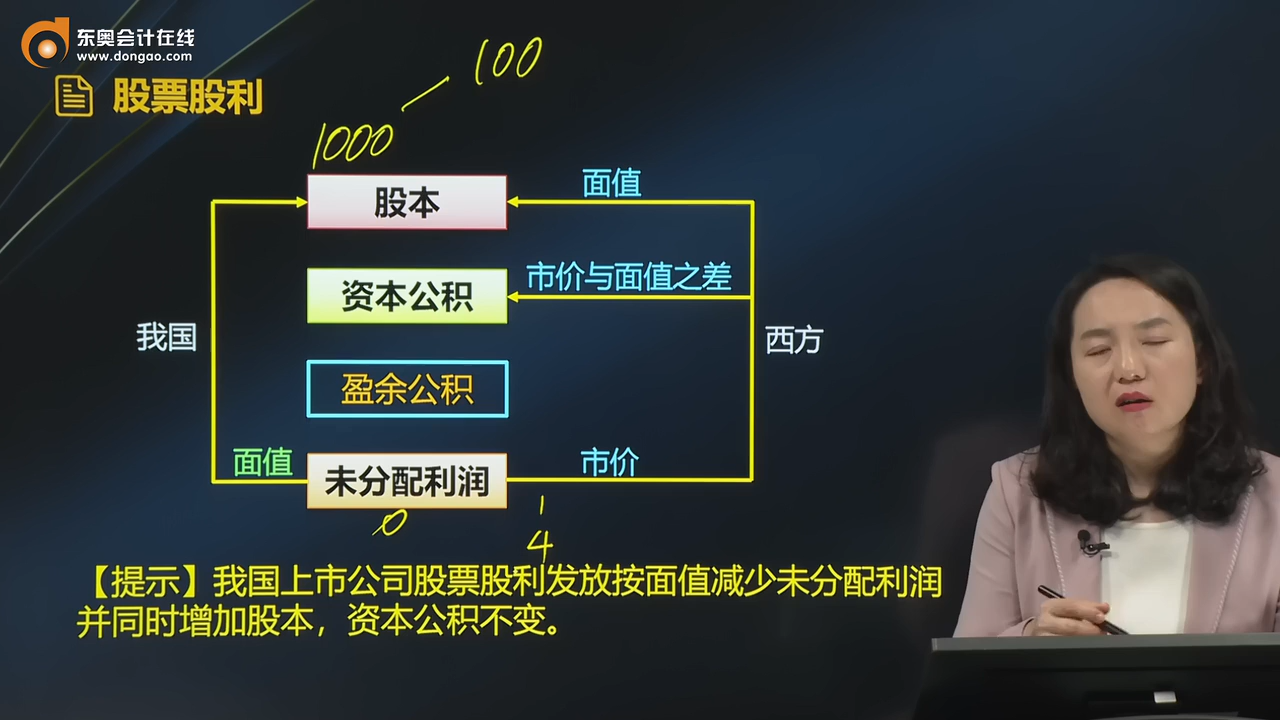 东奥会计在线
www.dongao.com
股票股利
100
1000
股本
面值
资本公积
市价与面值之差
我国
西方
盈余公积
面值
未分配利润
市价
0
4
【提示】我国上市公司股票股利发放按面值减少未分配利润
并同时增加股本，资本公积不变。